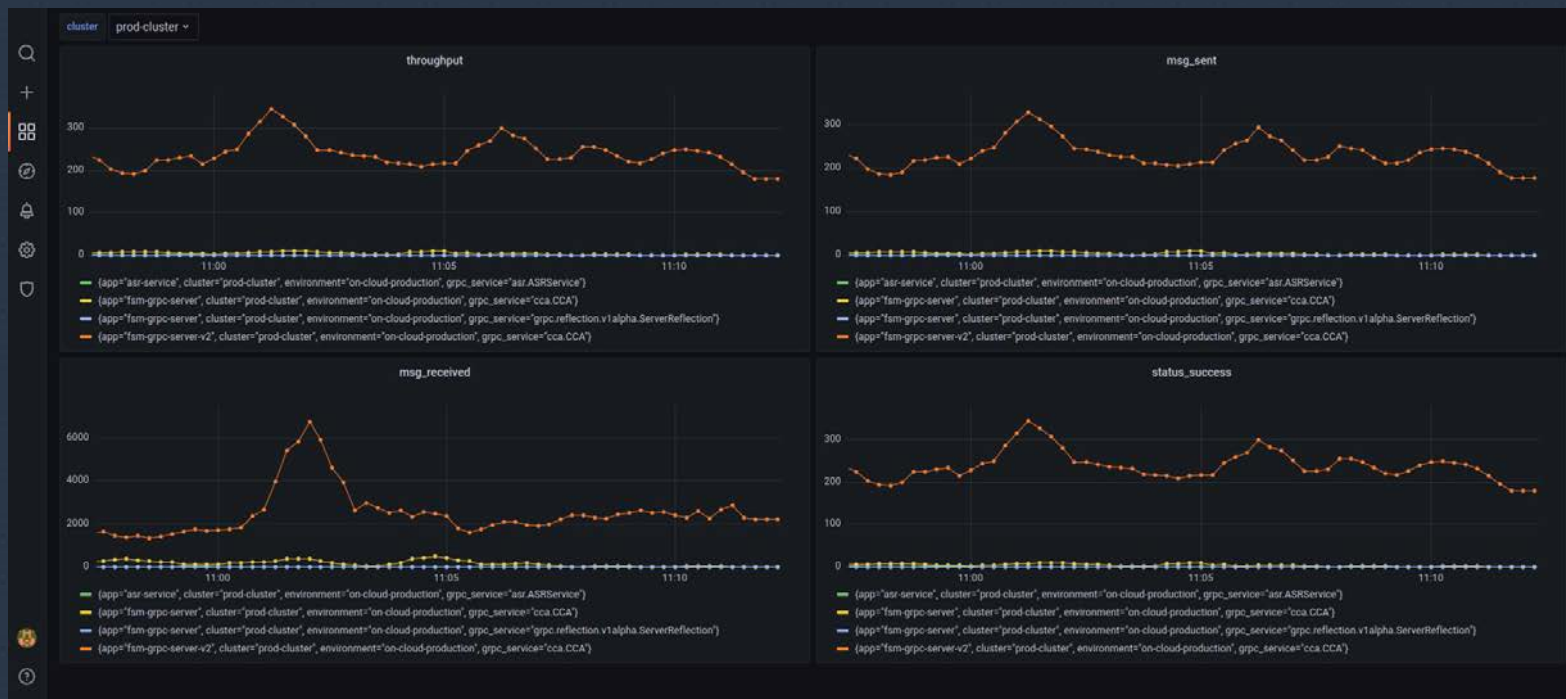 cluster prod-cluster
throughput
300
200
100
0
11:00 11:05 11:10
{app="asr-service", cluster="prod-cluster", environment="on-cloud-production", grpc_service="asr.ASRService"}
{app="fsm-grpc-server", cluster="prod-cluster", environment="on-cloud-production", grpc_service="cca.CCA"}
{app="fsm-grpc-server", cluster="prod-cluster", environment="on-cloud-production", grpc_service="grpc.reflection.v1alpha.ServerReflection"}
{app="fsm-grpc-server-v2", cluster="prod-cluster", environment="on-cloud-production", grpc_service="cca.CCA"}
msg_sent
300
200
100
0
11:00 11:05 11:10
{app="asr-service", cluster="prod-cluster", environment="on-cloud-production", grpc_service="asr.ASRService"}
{app="fsm-grpc-server", cluster="prod-cluster", environment="on-cloud-production", grpc_service="cca.CCA"}
{app="fsm-grpc-server", cluster="prod-cluster", environment="on-cloud-production", grpc_service="grpc.reflection.v1alpha.ServerReflection"}
{app="fsm-grpc-server-v2", cluster="prod-cluster", environment="on-cloud-production", grpc_service="cca.CCA"}
msg_received
6000
4000
2000
0
11:00 11:05 11:10
{app="asr-service", cluster="prod-cluster", environment="on-cloud-production", grpc_service="asr.ASRService"}
{app="fsm-grpc-server", cluster="prod-cluster", environment="on-cloud-production", grpc_service="cca.CCA"}
{app="fsm-grpc-server", cluster="prod-cluster", environment="on-cloud-production", grpc_service="grpc.reflection.v1alpha.ServerReflection"}
{app="fsm-grpc-server-v2", cluster="prod-cluster", environment="on-cloud-production", grpc_service="cca.CCA"}
status_success
300
200
100
0
11:00 11:05 11:10
{app="asr-service", cluster="prod-cluster", environment="on-cloud-production", grpc_service="asr.ASRService"}
{app="fsm-grpc-server", cluster="prod-cluster", environment="on-cloud-production", grpc_service="cca.CCA"}
{app="fsm-grpc-server", cluster="prod-cluster", environment="on-cloud-production", grpc_service="grpc.reflection.v1alpha.ServerReflection"}
{app="fsm-grpc-server-v2", cluster="prod-cluster", environment="on-cloud-production", grpc_service="cca.CCA"}